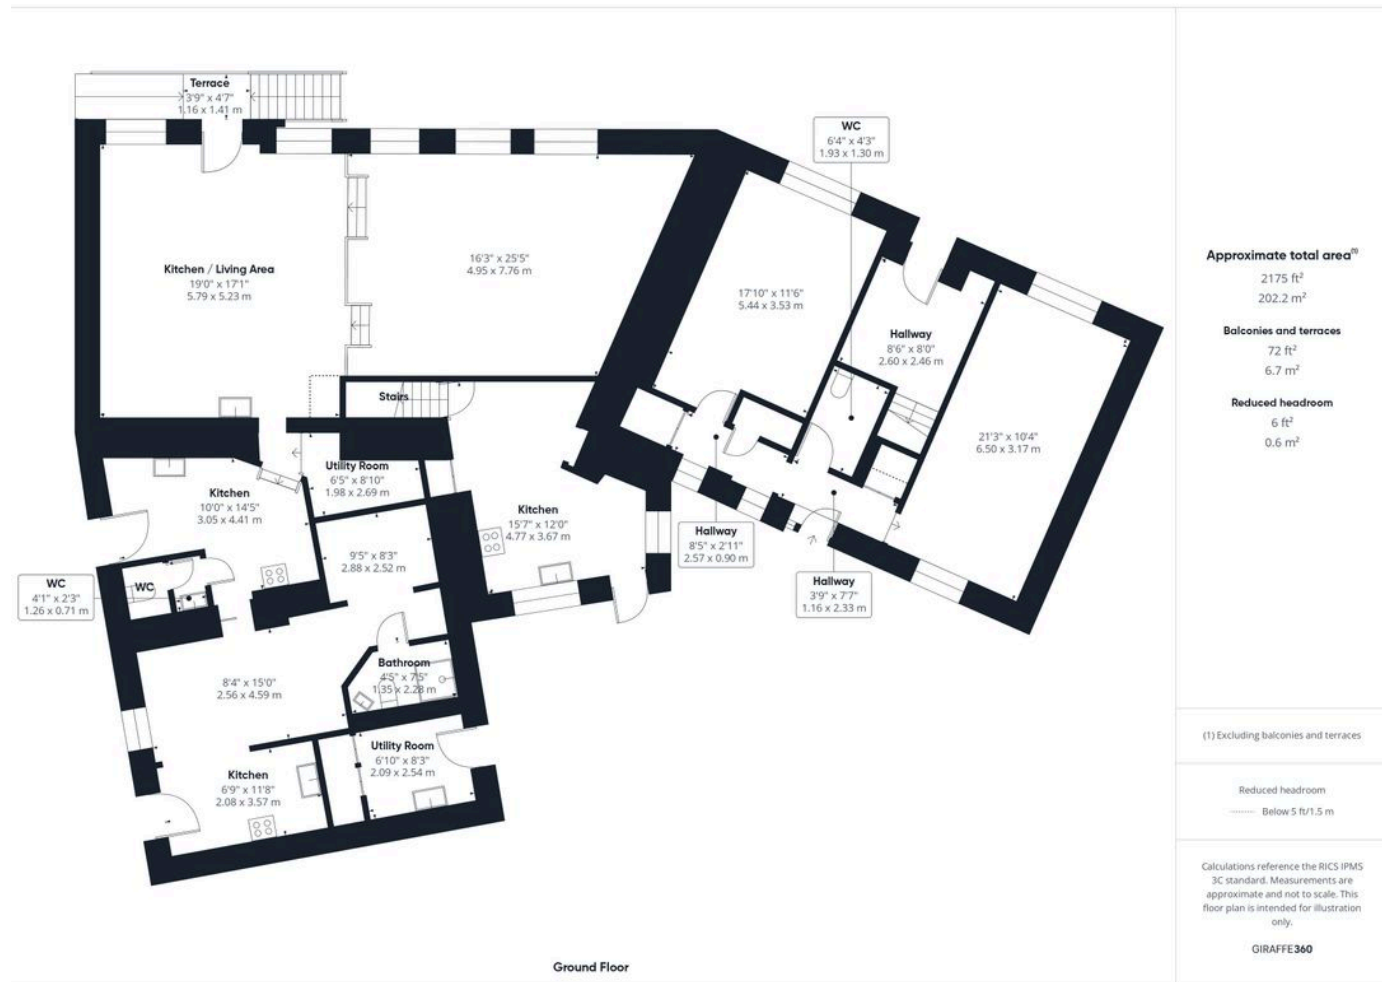 Terrace
3'9" x 4'7"
1.16 x 1.41 m
WC
6'4" x 4'3"
1.93 x 1.30 m
Kitchen / Living Area
19'0" x 17'1"
5.79 x 5.23 m
16'3" x 25'5"
4.95 x 7.76 m
17'10" x 11'6"
5.44 x 3.53 m
Hallway
8'6" x 8'0"
2.60 x 2.46 m
Stairs
21'3" x 10'4"
6.50 x 3.17 m
Utility Room
6'5" x 8'10"
1.98 x 2.69 m
Kitchen
10'0" x 14'5"
3.05 x 4.41 m
Kitchen
15'7" x 12'0"
4.77 x 3.67 m
Hallway
8'5" x 2'11"
2.57 x 0.90 m
9'5" x 8'3"
2.88 x 2.52 m
Hallway
3'9" x 7'7"
1.16 x 2.33 m
WC
4'1" x 2'3"
1.26 x 0.71 m
WC
Bathroom
4'5" x 7'5"
1.35 x 2.28 m
8'4" x 15'0"
2.56 x 4.59 m
Utility Room
6'10" x 8'3"
2.09 x 2.54 m
Kitchen
6'9" x 11'8"
2.08 x 3.57 m
Ground Floor
Approximate total area(1)
2175 ft²
202.2 m²
Balconies and terraces
72 ft²
6.7 m²
Reduced headroom
6 ft²
0.6 m²
(1) Excluding balconies and terraces
Reduced headroom
Below 5 ft/1.5 m
Calculations reference the RICS IPMS
3C standard. Measurements are
approximate and not to scale. This
floor plan is intended for illustration
only.
GIRAFFE360